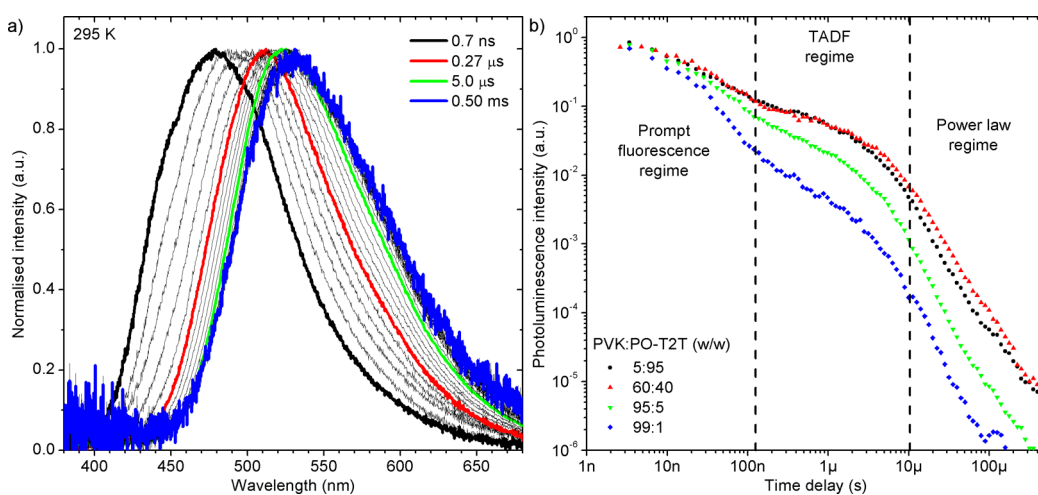 a)
295 K
0.7 ns
0.27 μs
5.0 μs
0.50 ms
Normalised intensity (a.u.)
1.0
0.8
0.6
0.4
0.2
0.0
400 450 500 550 600 650
Wavelength (nm)
b)
TADF
regime
Prompt
fluorescence
regime
Power law
regime
Photoluminescence intensity (a.u.)
10⁰
10⁻¹
10⁻²
10⁻³
10⁻⁴
10⁻⁵
10⁻⁶
PVK:PO-T2T (w/w)
5:95
60:40
95:5
99:1
1n 10n 100n 1μ 10μ 100μ
Time delay (s)